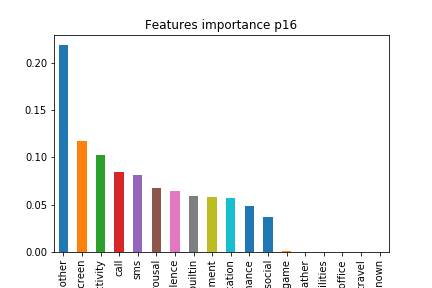 Features importance p16
0.20
0.15
0.10
0.05
0.00
other
creen
tivity
call
sms
ousal
lence
uiltin
ment
ation
nance
social
game
ather
ilities
office
travel
nown